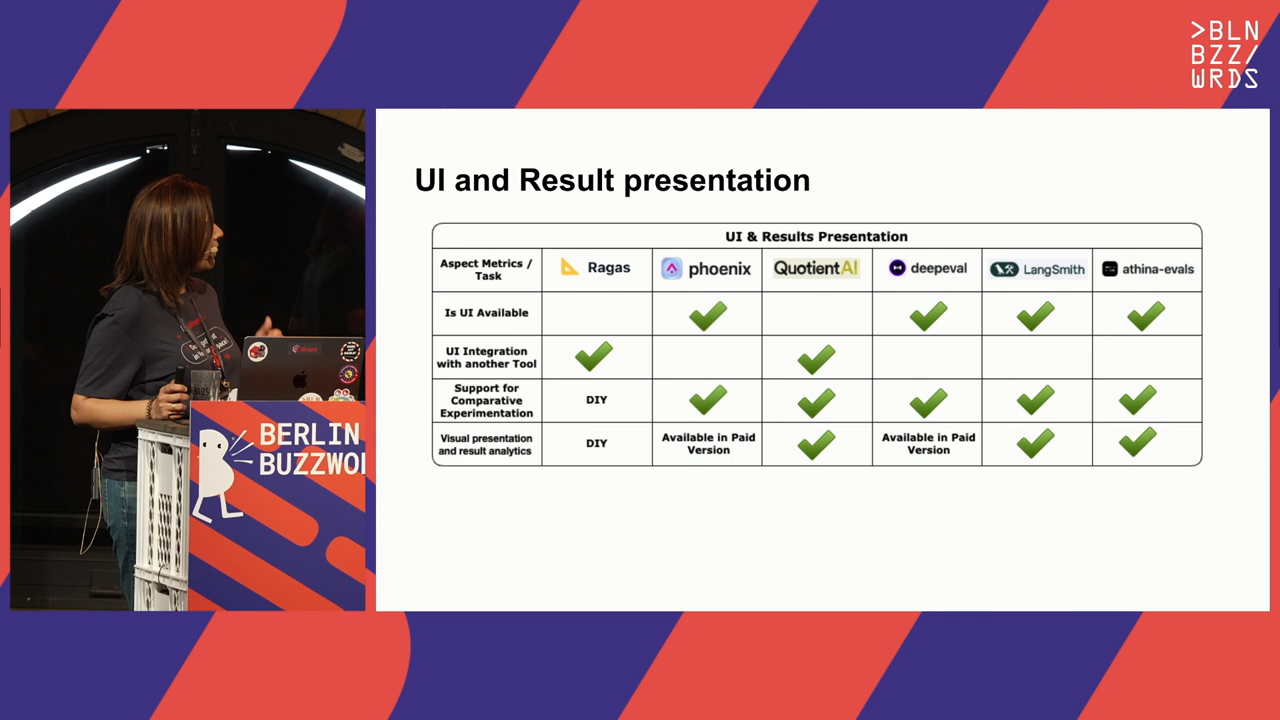 >BLN
BZZ/
WRDS
UI and Result presentation
UI & Results Presentation
Aspect Metrics / Task
Ragas
phoenix
QuotientAI
deepeval
LangSmith
athina-evals
Is UI Available
UI Integration with another Tool
Support for Comparative Experimentation
DIY
Visual presentation and result analytics
DIY
Available in Paid Version
Available in Paid Version
BERLIN
BUZZWO